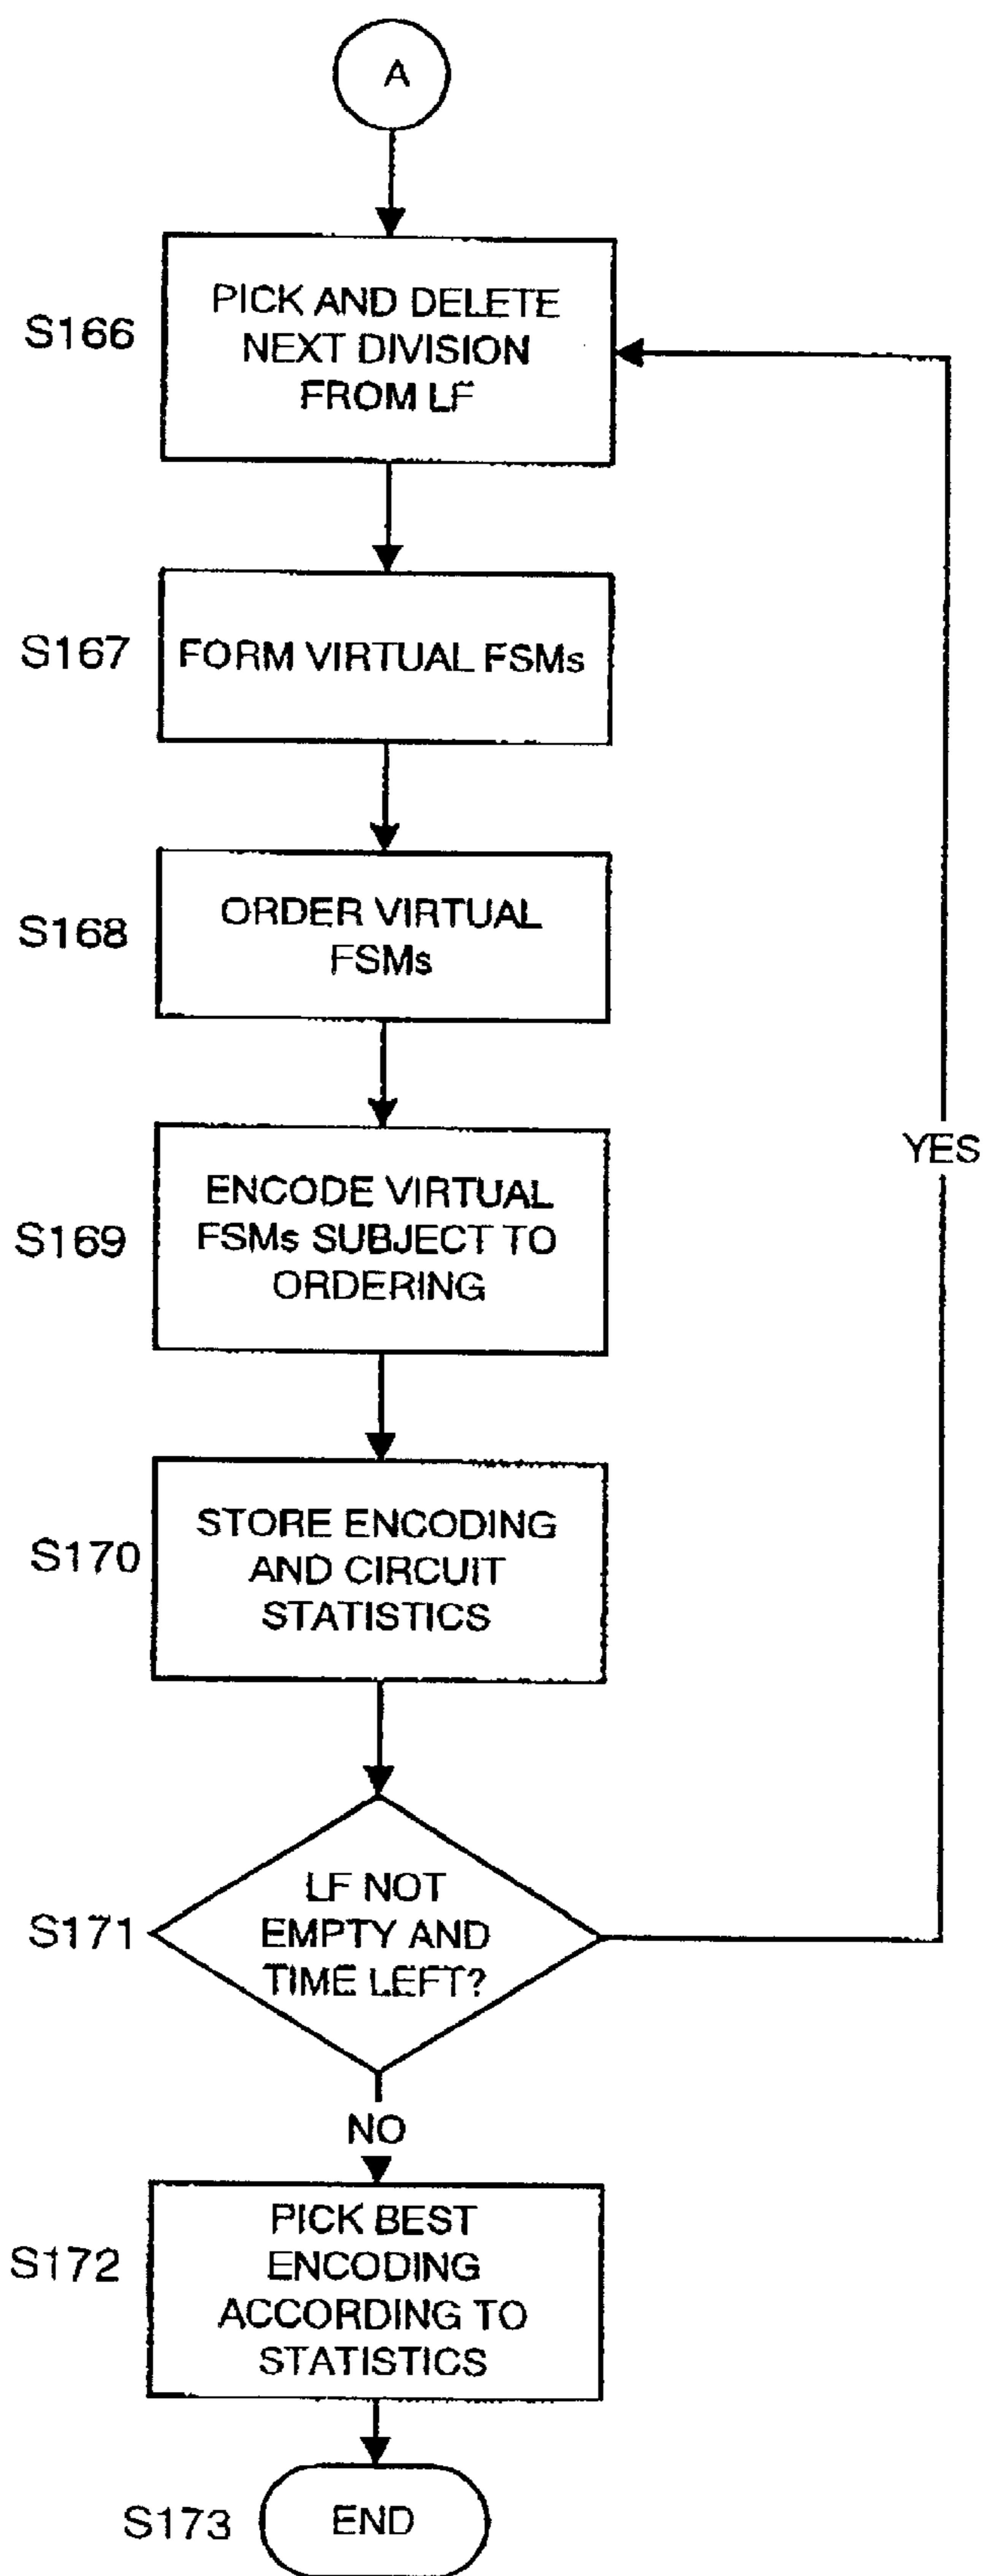 A
S166
PICK AND DELETE
NEXT DIVISION
FROM LF
S167
FORM VIRTUAL FSMs
S168
ORDER VIRTUAL
FSMs
S169
ENCODE VIRTUAL
FSMs SUBJECT TO
ORDERING
YES
S170
STORE ENCODING
AND CIRCUIT
STATISTICS
S171
LF NOT
EMPTY AND
TIME LEFT?
NO
S172
PICK BEST
ENCODING
ACCORDING TO
STATISTICS
S173
END